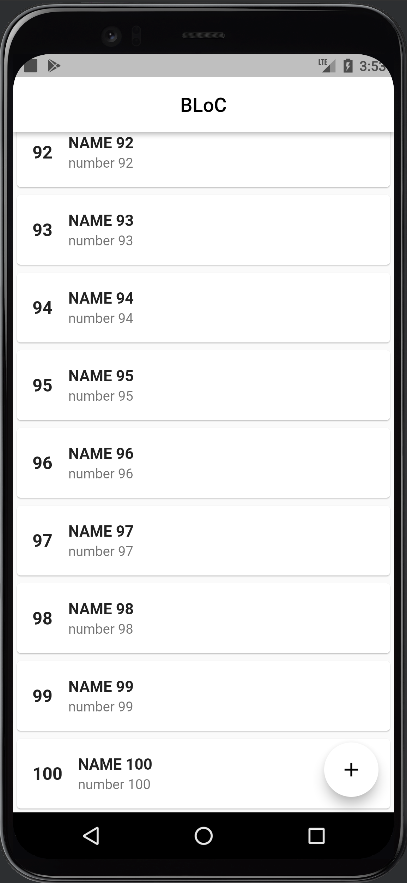 LTE 3:53
BLoC
92 NAME 92
number 92
93 NAME 93
number 93
94 NAME 94
number 94
95 NAME 95
number 95
96 NAME 96
number 96
97 NAME 97
number 97
98 NAME 98
number 98
99 NAME 99
number 99
100 NAME 100
number 100
+